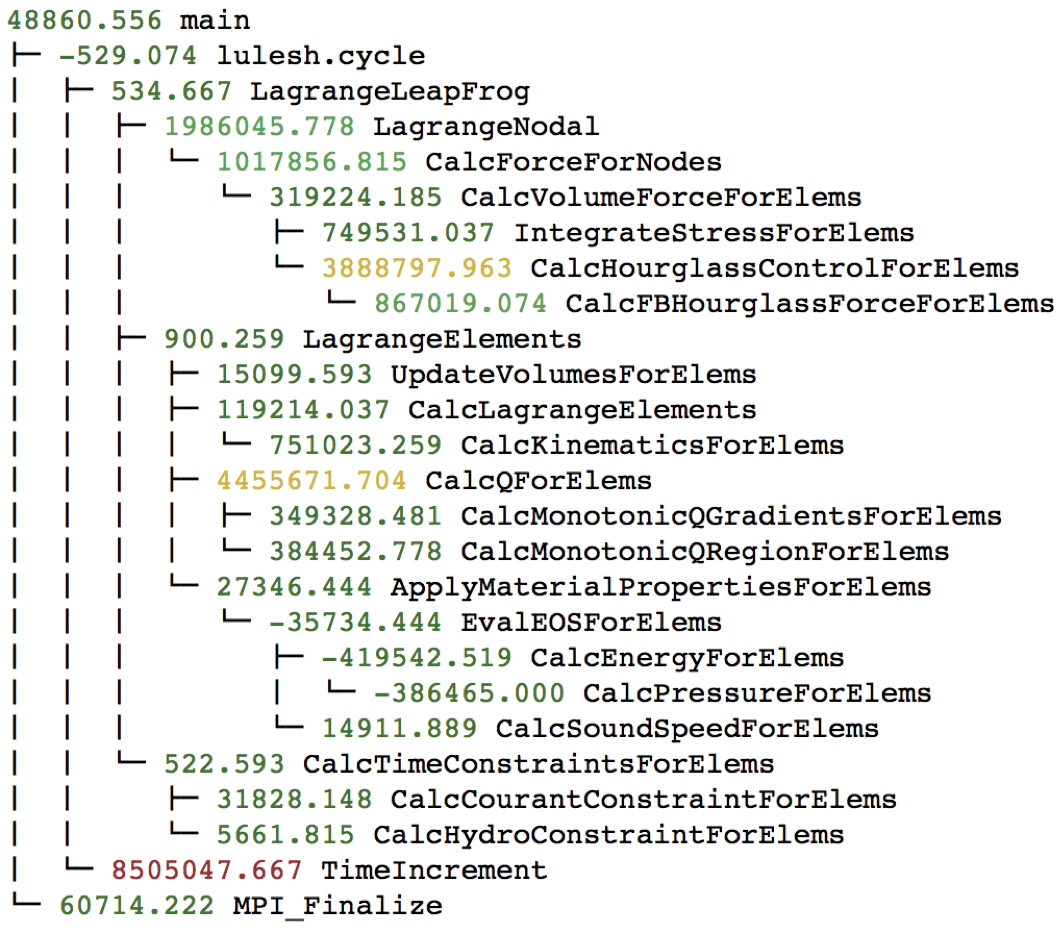 48860.556 main
├─ -529.074 lulesh.cycle
│  ├─ 534.667 LagrangeLeapFrog
│  │  ├─ 1986045.778 LagrangeNodal
│  │  │  └─ 1017856.815 CalcForceForNodes
│  │  │     └─ 319224.185 CalcVolumeForceForElems
│  │  │        ├─ 749531.037 IntegrateStressForElems
│  │  │        └─ 3888797.963 CalcHourglassControlForElems
│  │  │           └─ 867019.074 CalcFBHourglassForceForElems
│  │  ├─ 900.259 LagrangeElements
│  │  │  ├─ 15099.593 UpdateVolumesForElems
│  │  │  ├─ 119214.037 CalcLagrangeElements
│  │  │  │  └─ 751023.259 CalcKinematicsForElems
│  │  │  ├─ 4455671.704 CalcQForElems
│  │  │  │  ├─ 349328.481 CalcMonotonicQGradientsForElems
│  │  │  │  └─ 384452.778 CalcMonotonicQRegionForElems
│  │  │  └─ 27346.444 ApplyMaterialPropertiesForElems
│  │  │     └─ -35734.444 EvalEOSForElems
│  │  │        ├─ -419542.519 CalcEnergyForElems
│  │  │        │  └─ -386465.000 CalcPressureForElems
│  │  │        └─ 14911.889 CalcSoundSpeedForElems
│  │  └─ 522.593 CalcTimeConstraintsForElems
│  │     ├─ 31828.148 CalcCourantConstraintForElems
│  │     └─ 5661.815 CalcHydroConstraintForElems
│  └─ 8505047.667 TimeIncrement
└─ 60714.222 MPI_Finalize